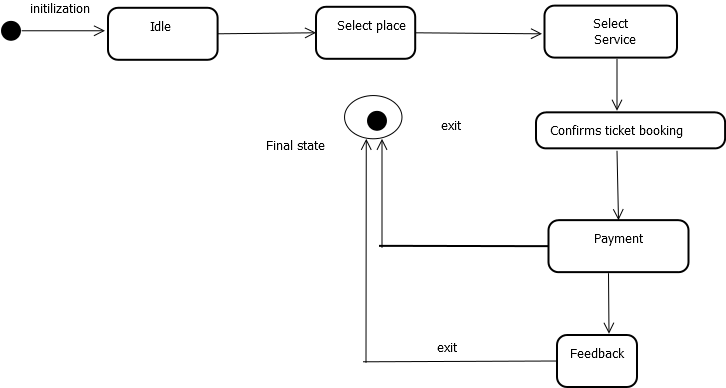 initilization
Idle
Select place
Select
Service
exit
Confirms ticket booking
Final state
Payment
exit
Feedback